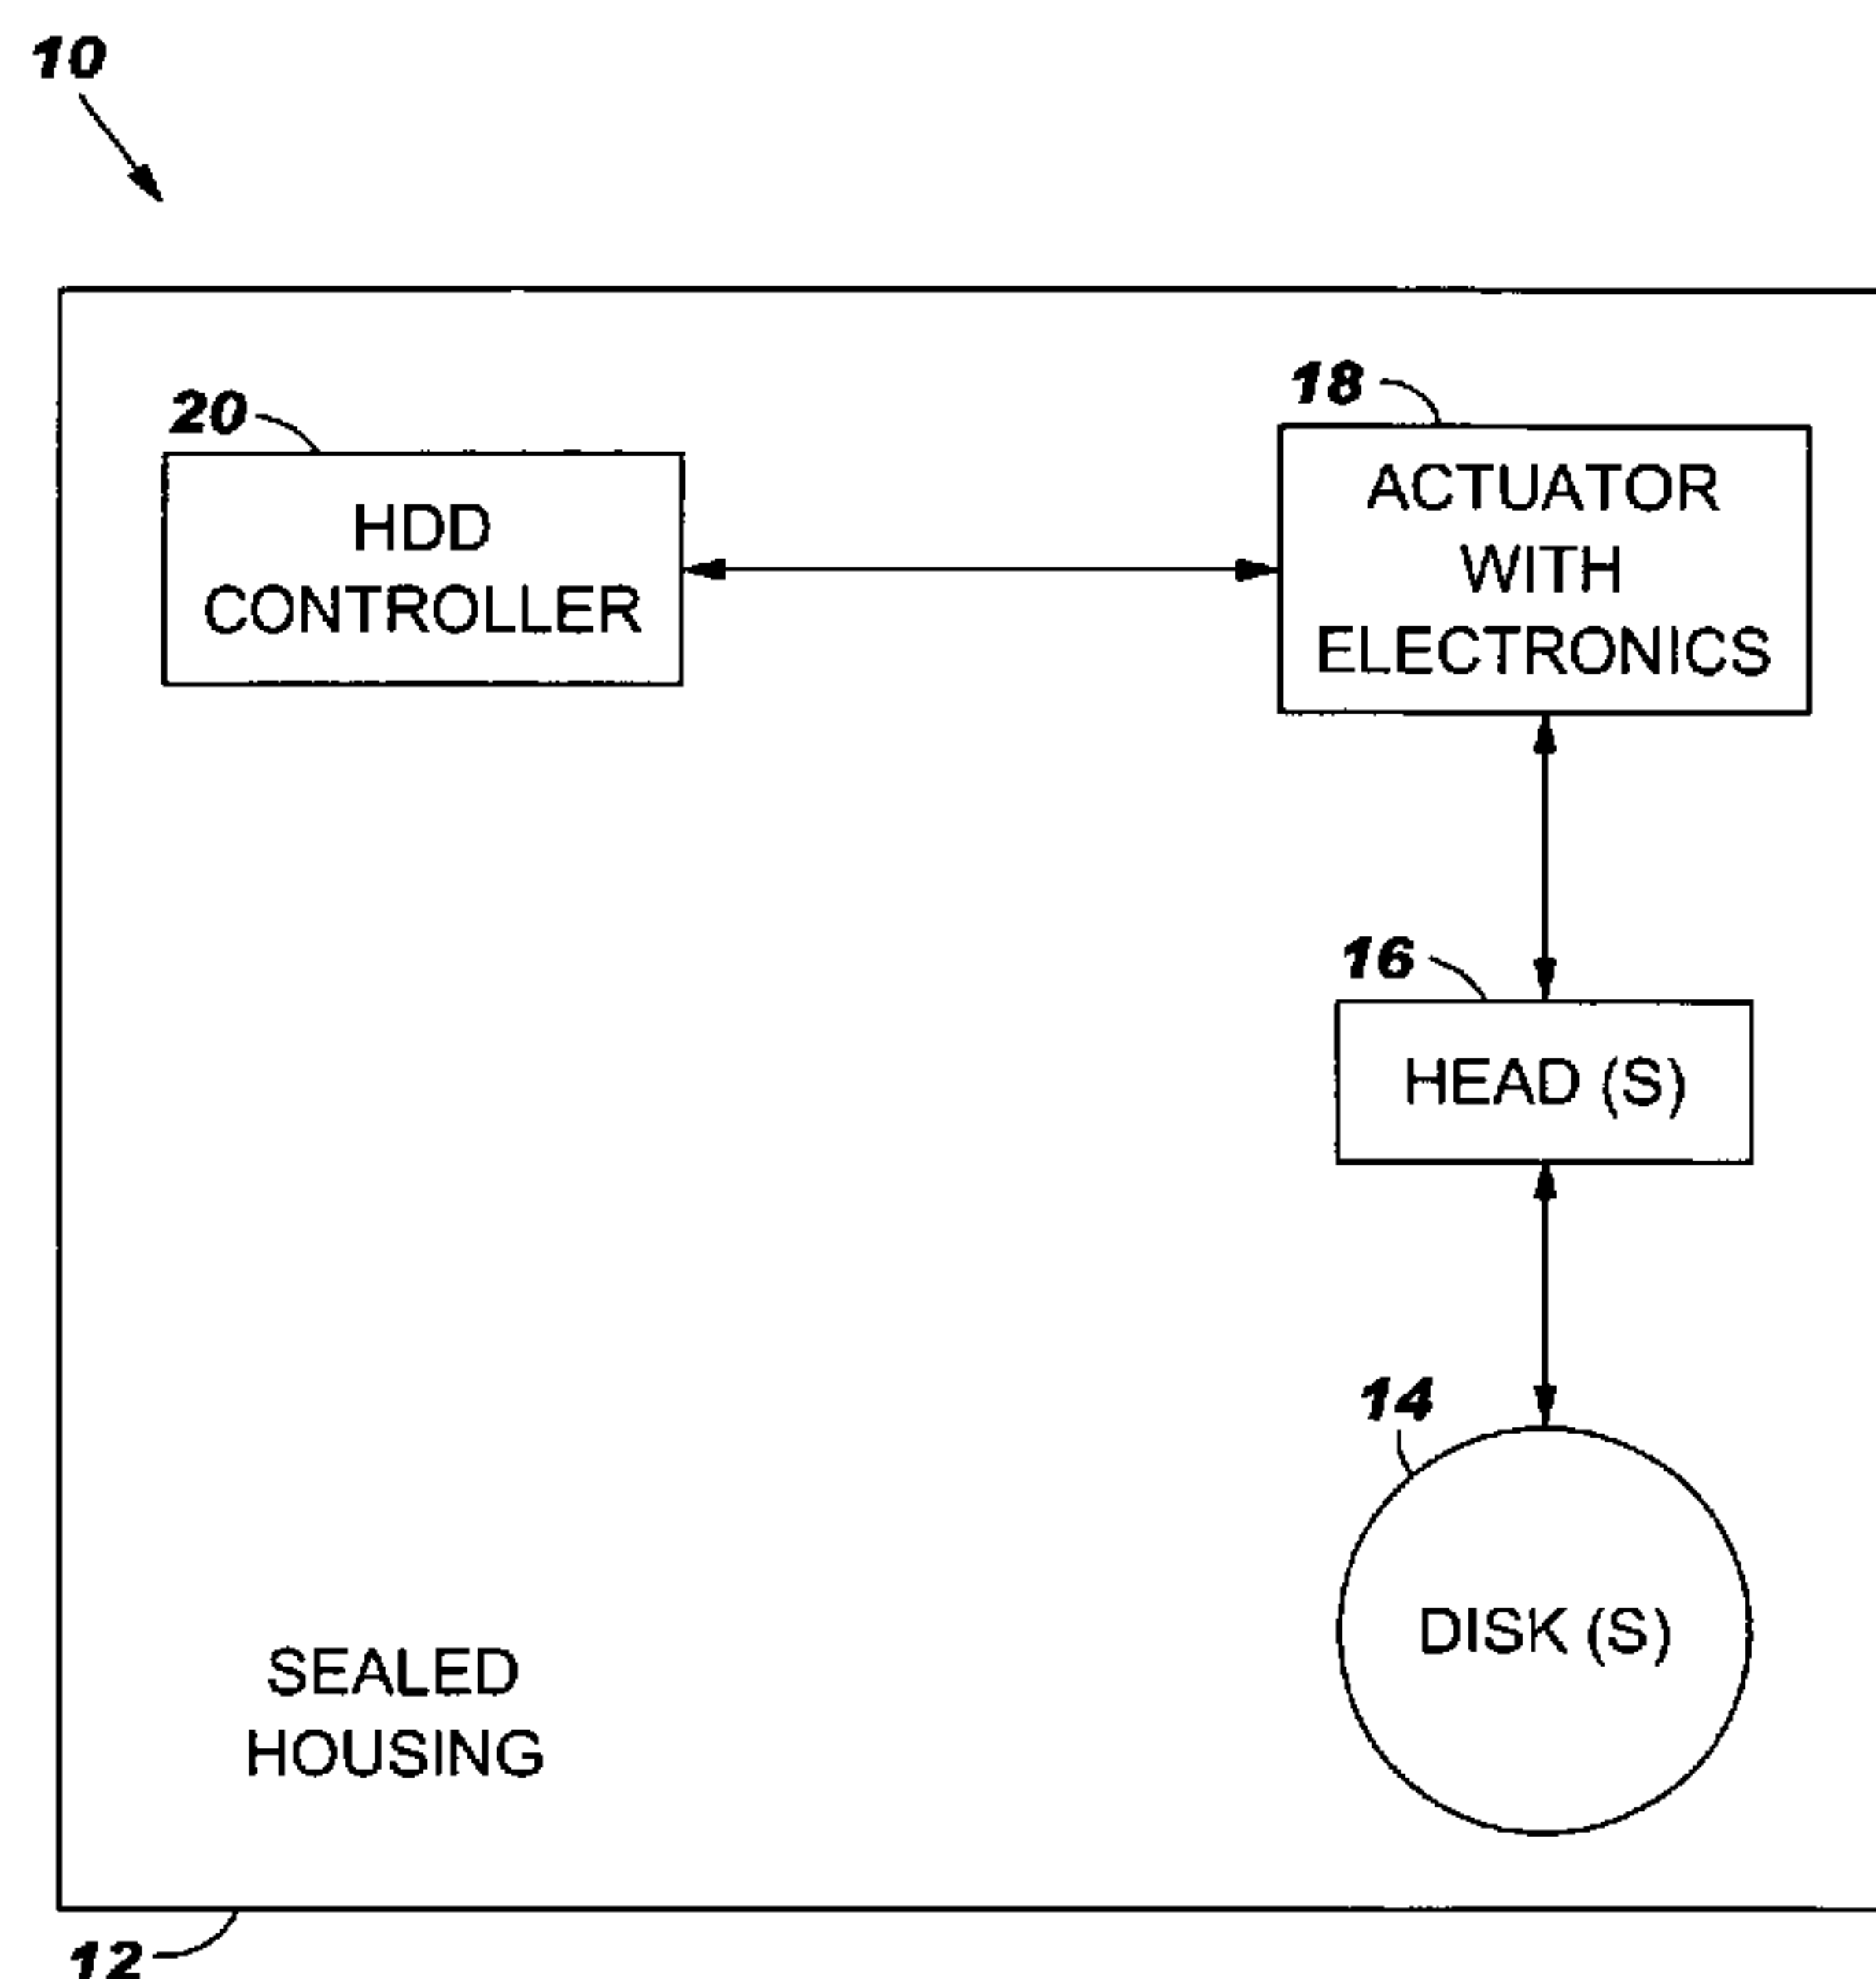 10
20
HDD
CONTROLLER
18
ACTUATOR
WITH
ELECTRONICS
16
HEAD (S)
14
DISK (S)
SEALED
HOUSING
12